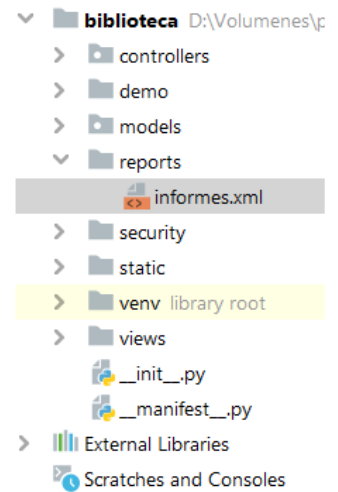 biblioteca D:\Volumenes\p
controllers
demo
models
reports
informes.xml
security
static
venv library root
views
__init__.py
__manifest__.py
External Libraries
Scratches and Consoles